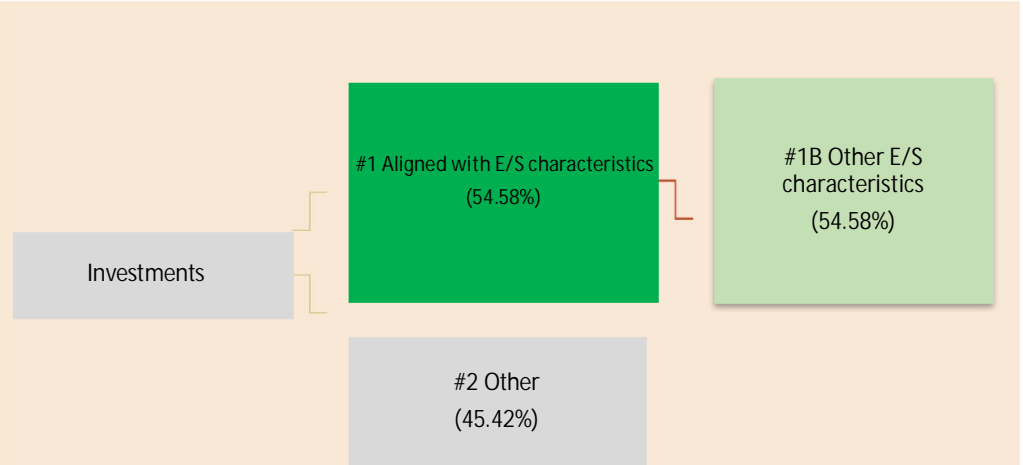 #1 Aligned with E/S characteristics
(54.58%)
#1B Other E/S
characteristics
(54.58%)
Investments
#2 Other
(45.42%)